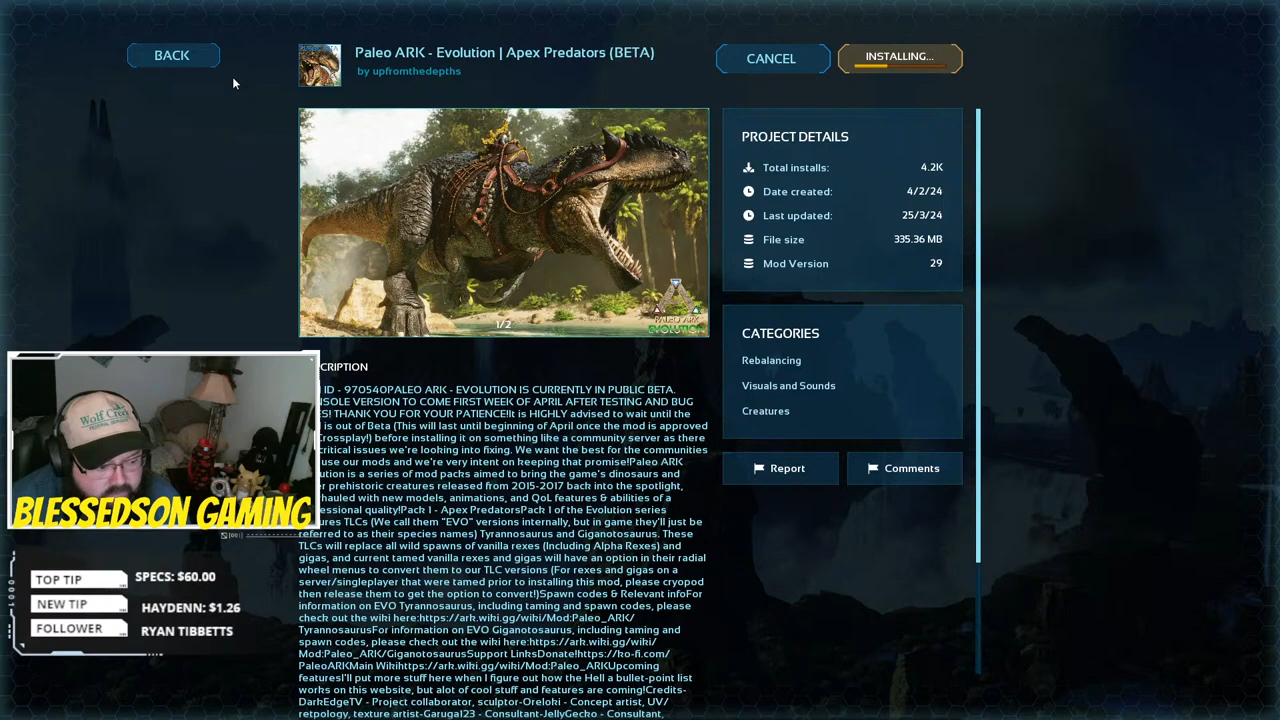 BACK
Paleo ARK - Evolution | Apex Predators (BETA)
by upfromthedepths
CANCEL
INSTALLING...
PROJECT DETAILS
Total installs: 4.2K
Date created: 4/2/24
Last updated: 25/3/24
File size 335.36 MB
Mod Version 29
CATEGORIES
Rebalancing
Visuals and Sounds
Creatures
Report
Comments
1/2
PALEO ARK
EVOLUTION
CRIPTION
ID - 970540PALEO ARK - EVOLUTION IS CURRENTLY IN PUBLIC BETA.
NSOLE VERSION TO COME FIRST WEEK OF APRIL AFTER TESTING AND BUG
ES! THANK YOU FOR YOUR PATIENCE!!It is HIGHLY advised to wait until the
is out of Beta (This will last until beginning of April once the mod is approved
Crossplay!) before installing it on something like a community server as there
critical issues we're looking into fixing. We want the best for the communities
use our mods and we're very intent on keeping that promise!Paleo ARK
ution is a series of mod packs aimed to bring the game's dinosaurs and
r prehistoric creatures released from 2015-2017 back into the spotlight,
hauled with new models, animations, and QoL features & abilities of a
essional quality!Pack 1 - Apex PredatorsPack 1 of the Evolution series
ures TLCs (We call them "EVO" versions internally, but in game they'll just be
referred to as their species names) Tyrannosaurus and Giganotosaurus. These
TLCs will replace all wild spawns of vanilla rexes (Including Alpha Rexes) and
gigas, and current tamed vanilla rexes and gigas will have an option in their radial
wheel menus to convert them to our TLC versions (For rexes and gigas on a
server/singleplayer that were tamed prior to installing this mod, please cryopod
then release them to get the option to convert!)Spawn codes & Relevant infoFor
information on EVO Tyrannosaurus, including taming and spawn codes, please
check out the wiki here:https://ark.wiki.gg/wiki/Mod:Paleo_ARK/
TyrannosaurusFor information on EVO Giganotosaurus, including taming and
spawn codes, please check out the wiki here:https://ark.wiki.gg/wiki/
Mod:Paleo_ARK/GiganotosaurusSupport LinksDonate!https://ko-fi.com/
PaleoARKMain Wikihttps://ark.wiki.gg/wiki/Mod:Paleo_ARKUpcoming
featuresI'll put more stuff here when I figure out how the Hell a bullet-point list
works on this website, but alot of cool stuff and features are coming!Credits-
DarkEdgeTV - Project collaborator, sculptor-Oreloki - Concept artist, UV/
retpology, texture artist-Garuga123 - Consultant-JellyGecko - Consultant,
Wolf Creek
BLESSEDSON GAMING
TOP TIP SPECS: $60.00
NEW TIP HAYDENN: $1.26
FOLLOWER RYAN TIBBETTS